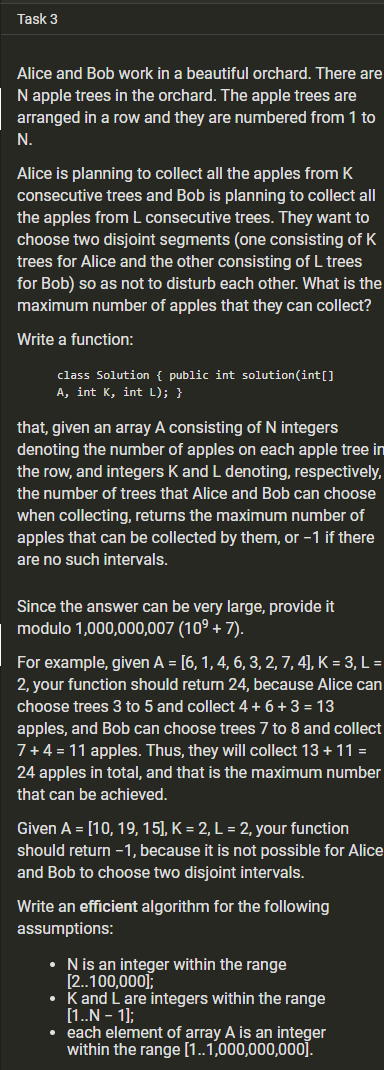 Task 3
Alice and Bob work in a beautiful orchard. There are
N apple trees in the orchard. The apple trees are
arranged in a row and they are numbered from 1 to
N.
Alice is planning to collect all the apples from K
consecutive trees and Bob is planning to collect all
the apples from L consecutive trees. They want to
choose two disjoint segments (one consisting of K
trees for Alice and the other consisting of L trees
for Bob) so as not to disturb each other. What is the
maximum number of apples that they can collect?
Write a function:
class Solution { public int solution(int[]
A, int K, int L); }
that, given an array A consisting of N integers
denoting the number of apples on each apple tree in
the row, and integers K and L denoting, respectively,
the number of trees that Alice and Bob can choose
when collecting, returns the maximum number of
apples that can be collected by them, or −1 if there
are no such intervals.
Since the answer can be very large, provide it
modulo 1,000,000,007 (10⁹ + 7).
For example, given A = [6, 1, 4, 6, 3, 2, 7, 4], K = 3, L =
2, your function should return 24, because Alice can
choose trees 3 to 5 and collect 4 + 6 + 3 = 13
apples, and Bob can choose trees 7 to 8 and collect
7 + 4 = 11 apples. Thus, they will collect 13 + 11 =
24 apples in total, and that is the maximum number
that can be achieved.
Given A = [10, 19, 15], K = 2, L = 2, your function
should return −1, because it is not possible for Alice
and Bob to choose two disjoint intervals.
Write an efficient algorithm for the following
assumptions:
• N is an integer within the range
[2..100,000];
• K and L are integers within the range
[1..N − 1];
• each element of array A is an integer
within the range [1..1,000,000,000].